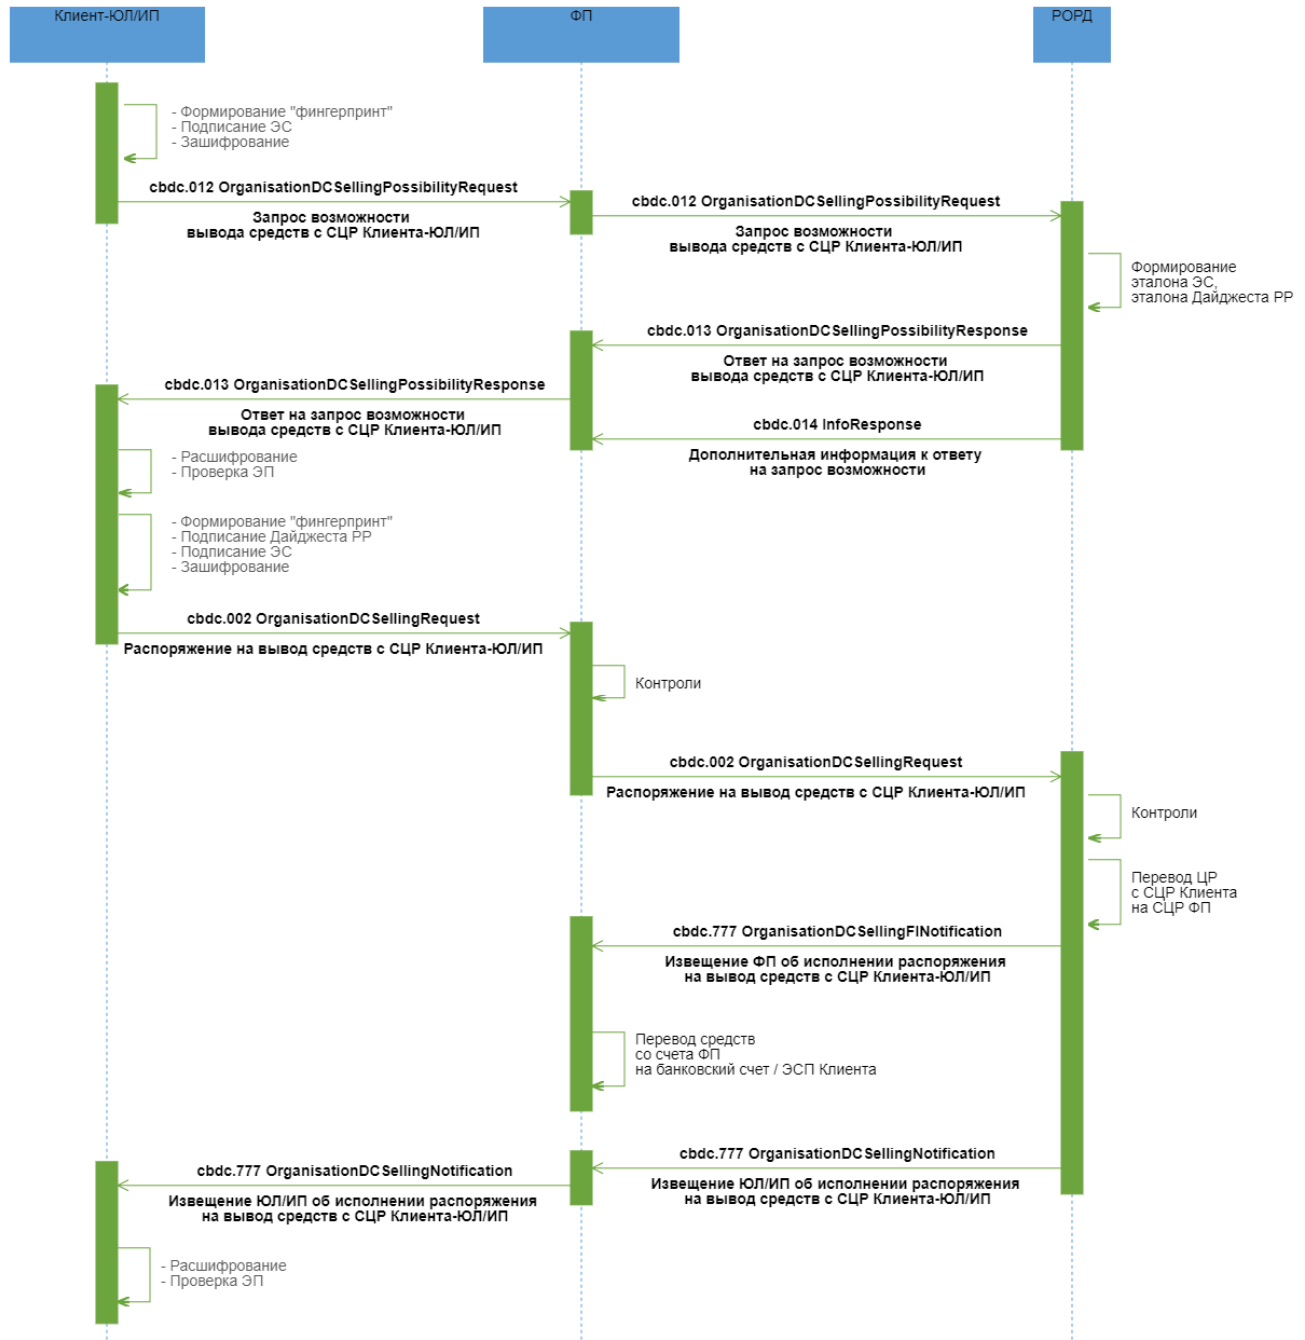 Клиент-ЮЛ/ИП
ФП
РОРД
- Формирование "фингерпринт"
- Подписание ЭС
- Зашифрование
cbdc.012 OrganisationDCSellingPossibilityRequest
Запрос возможности
вывода средств с СЦР Клиента-ЮЛ/ИП
cbdc.012 OrganisationDCSellingPossibilityRequest
Запрос возможности
вывода средств с СЦР Клиента-ЮЛ/ИП
Формирование
эталона ЭС,
эталона Дайджеста РР
cbdc.013 OrganisationDCSellingPossibilityResponse
Ответ на запрос возможности
вывода средств с СЦР Клиента-ЮЛ/ИП
cbdc.013 OrganisationDCSellingPossibilityResponse
Ответ на запрос возможности
вывода средств с СЦР Клиента-ЮЛ/ИП
cbdc.014 InfoResponse
Дополнительная информация к ответу
на запрос возможности
- Расшифрование
- Проверка ЭП
- Формирование "фингерпринт"
- Подписание Дайджеста РР
- Подписание ЭС
- Зашифрование
cbdc.002 OrganisationDCSellingRequest
Распоряжение на вывод средств с СЦР Клиента-ЮЛ/ИП
Контроли
cbdc.002 OrganisationDCSellingRequest
Распоряжение на вывод средств с СЦР Клиента-ЮЛ/ИП
Контроли
Перевод ЦР
с СЦР Клиента
на СЦР ФП
cbdc.777 OrganisationDCSellingFINotification
Извещение ФП об исполнении распоряжения
на вывод средств с СЦР Клиента-ЮЛ/ИП
Перевод средств
со счета ФП
на банковский счет / ЭСП Клиента
cbdc.777 OrganisationDCSellingNotification
Извещение ЮЛ/ИП об исполнении распоряжения
на вывод средств с СЦР Клиента-ЮЛ/ИП
cbdc.777 OrganisationDCSellingNotification
Извещение ЮЛ/ИП об исполнении распоряжения
на вывод средств с СЦР Клиента-ЮЛ/ИП
- Расшифрование
- Проверка ЭП